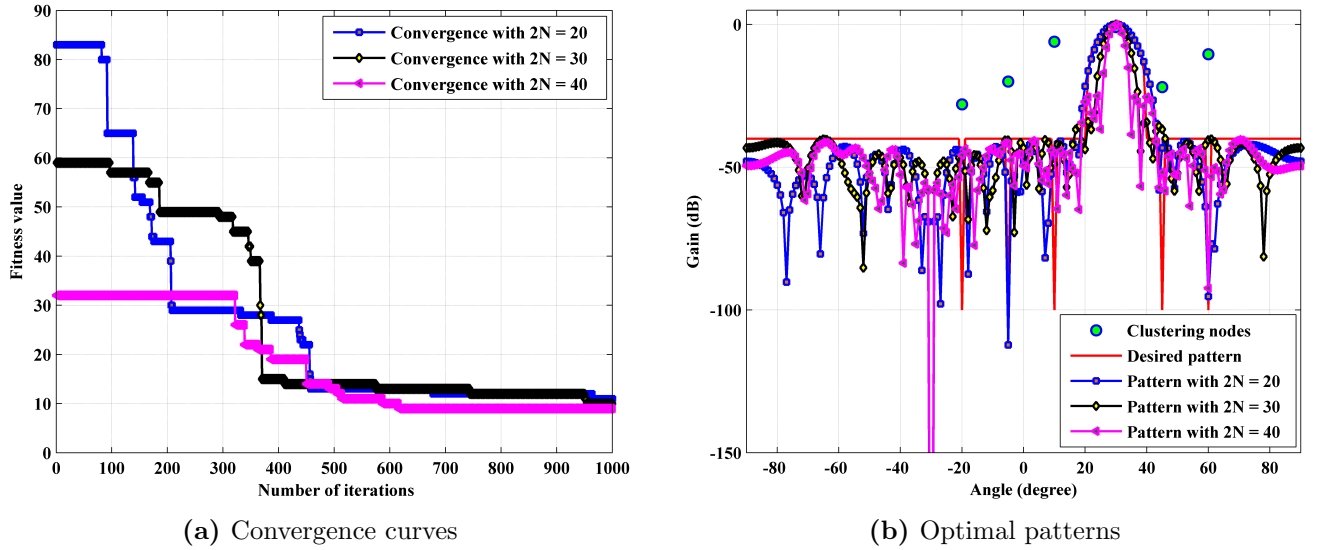 90
80
70
60
50
40
30
20
10
0
Fitness value
0 100 200 300 400 500 600 700 800 900 1000
Number of iterations
Convergence with 2N = 20
Convergence with 2N = 30
Convergence with 2N = 40
(a) Convergence curves
0
-50
-100
-150
Gain (dB)
-80 -60 -40 -20 0 20 40 60 80
Angle (degree)
Clustering nodes
Desired pattern
Pattern with 2N = 20
Pattern with 2N = 30
Pattern with 2N = 40
(b) Optimal patterns